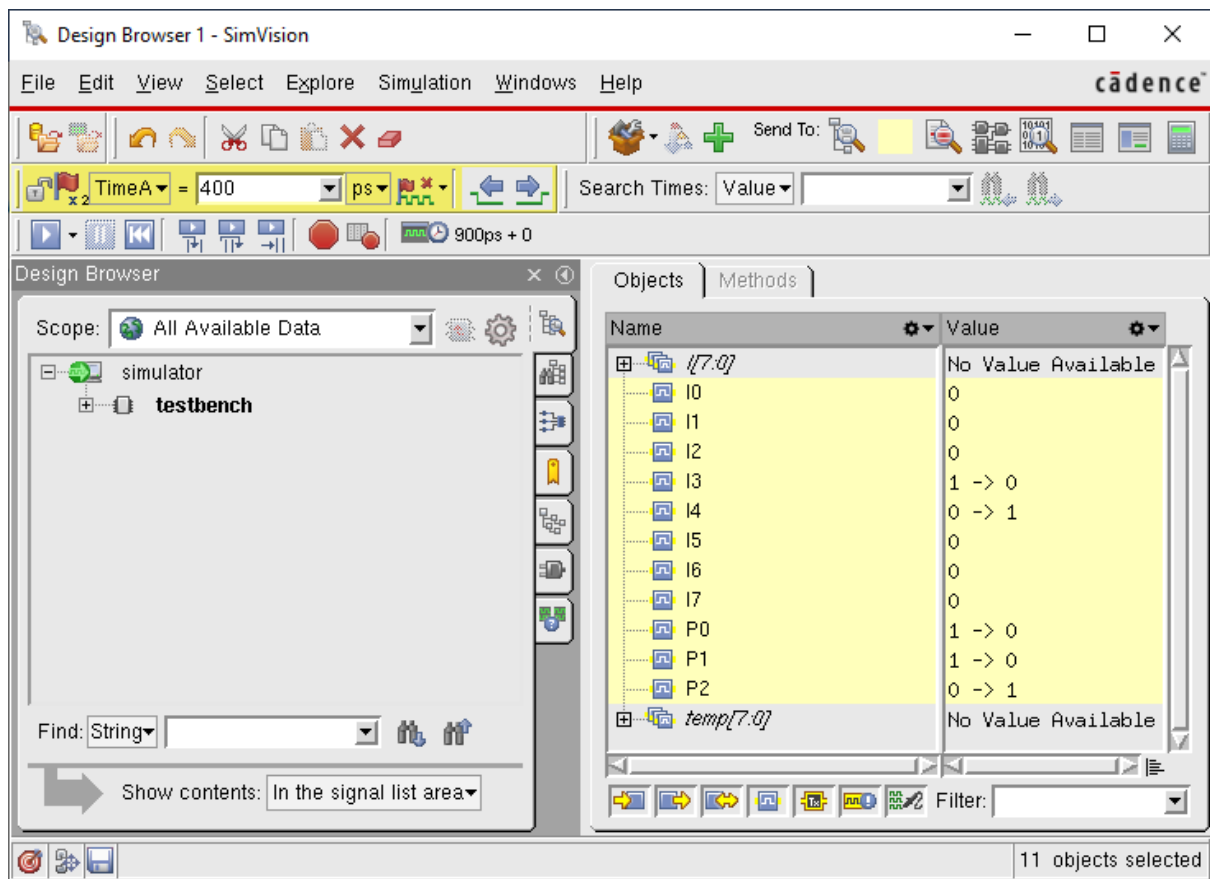 Design Browser 1 - SimVision
File Edit View Select Explore Simulation Windows Help cādence
Send To:
x 2 TimeA = 400 ps Search Times: Value
900ps + 0
Design Browser
Objects Methods
Scope: All Available Data
Name Value
simulator
testbench
I[7:0] No Value Available
I0 0
I1 0
I2 0
I3 1 -> 0
I4 0 -> 1
I5 0
I6 0
I7 0
P0 1 -> 0
P1 1 -> 0
P2 0 -> 1
temp[7:0] No Value Available
Find: String
Show contents: In the signal list area
Filter:
11 objects selected